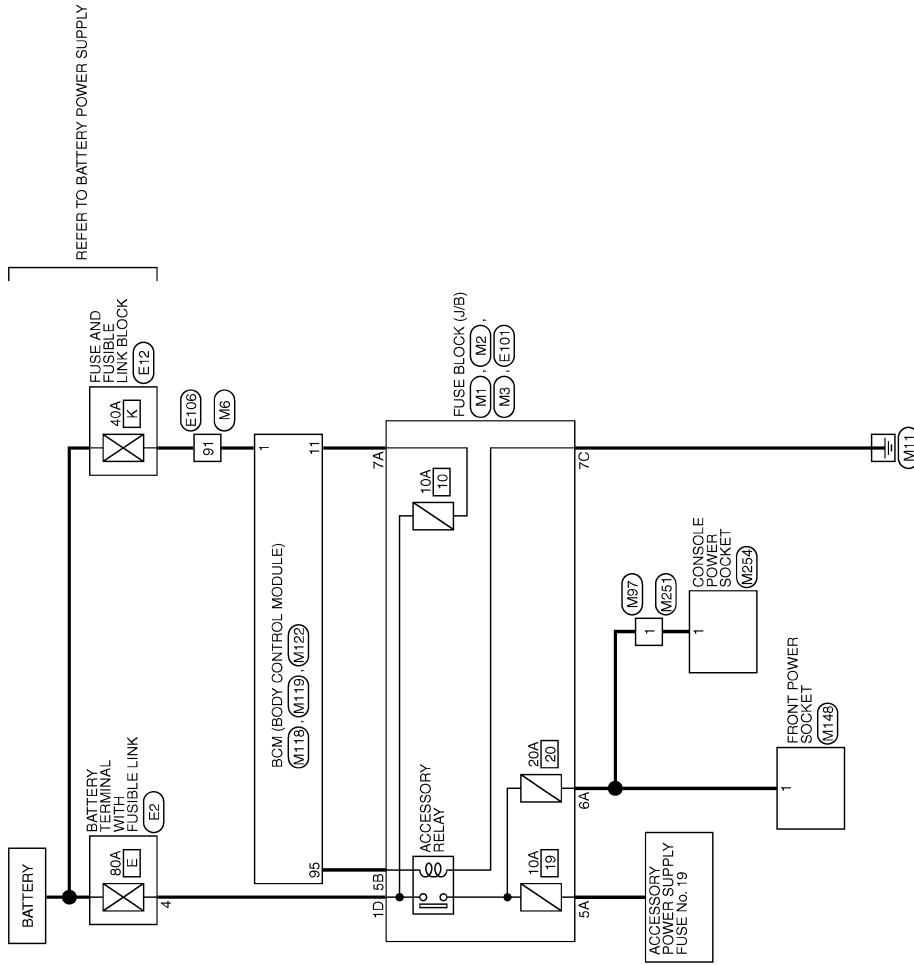 REFER TO BATTERY POWER SUPPLY
BATTERY
BATTERY
TERMINAL
WITH
FUSIBLE LINK
E2
80A
E
4
FUSE AND
FUSIBLE
LINK BLOCK
E12
40A
K
E106
91
M6
BCM (BODY CONTROL MODULE)
M118 , M119 , M122
1
95
11
1D
5B
7A
FUSE BLOCK (J/B)
M1 , M2 ,
M3 , E101
ACCESSORY
RELAY
10A
10
10A
19
20A
20
5A
6A
7C
M97
1
M251
ACCESSORY
POWER SUPPLY
FUSE No. 19
FRONT POWER
SOCKET
M148
1
CONSOLE
POWER
SOCKET
M254
1
M11